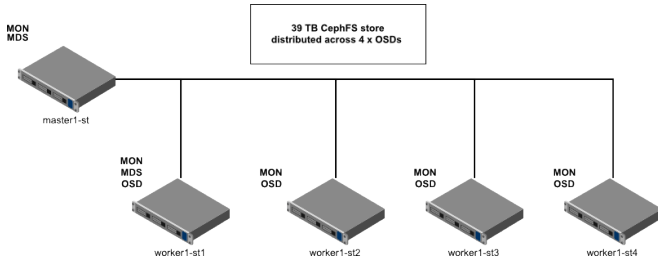 39 TB CephFS store
distributed across 4 x OSDs
MON
MDS
master1-st
MON
MDS
OSD
worker1-st1
MON
OSD
worker1-st2
MON
OSD
worker1-st3
MON
OSD
worker1-st4